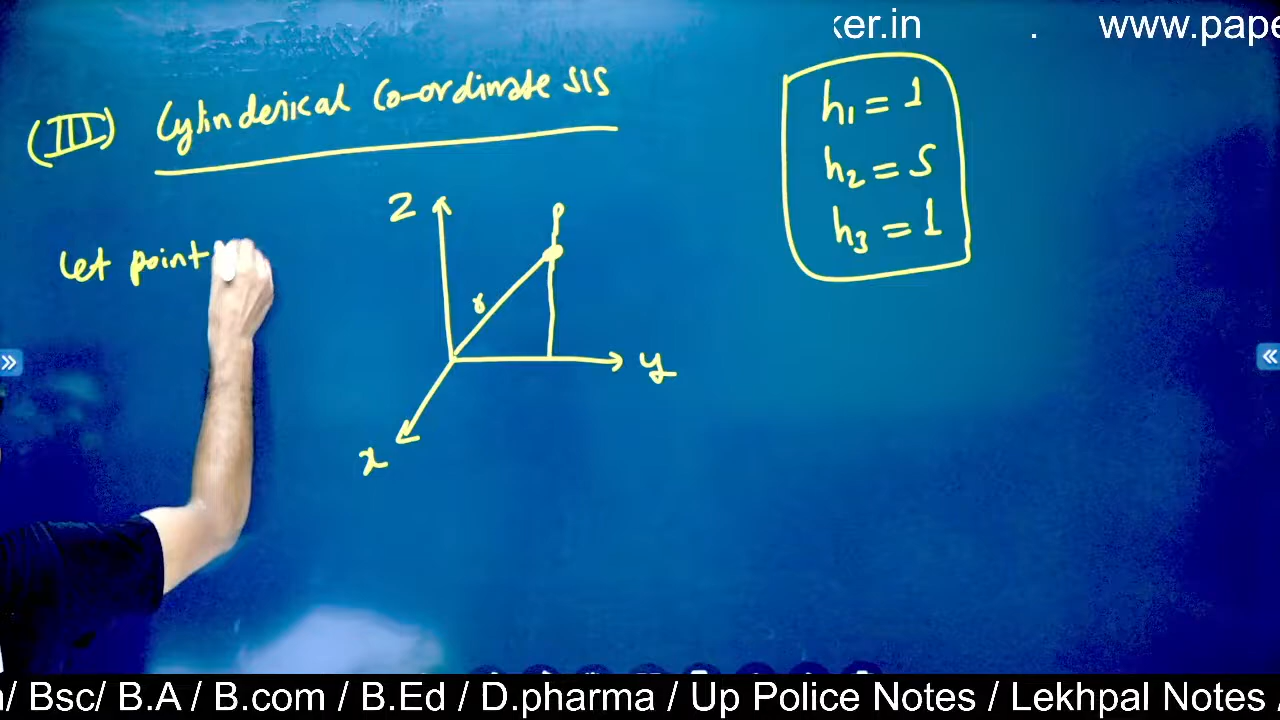 ker.in . www.pape
(III) Cylinderical Co-ordinate S/S
h₁ = 1
h₂ = S
h₃ = 1
Z
P
let point
r
y
x
/ Bsc/ B.A / B.com / B.Ed / D.pharma / Up Police Notes / Lekhpal Notes /